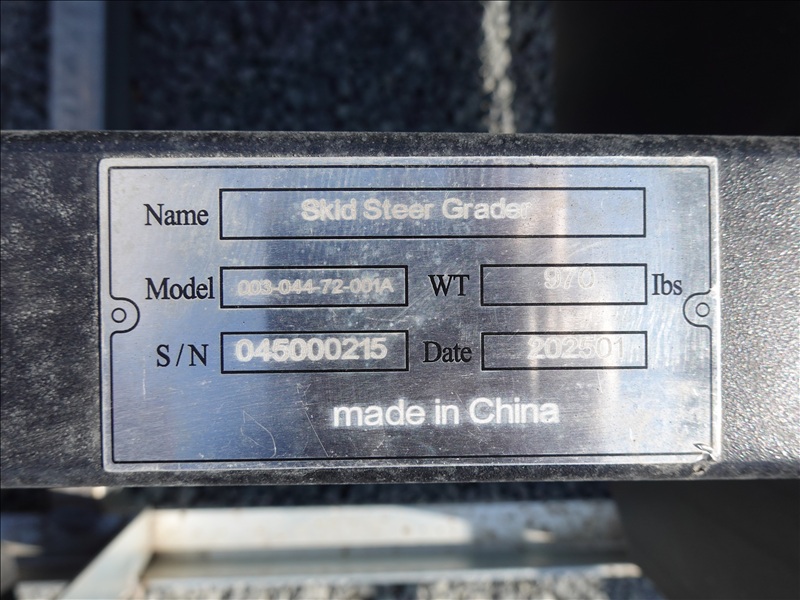 Name Skid Steer Grader
Model 003-044-72-001A WT 970 Lbs
S/N 045000215 Date 202501
made in China